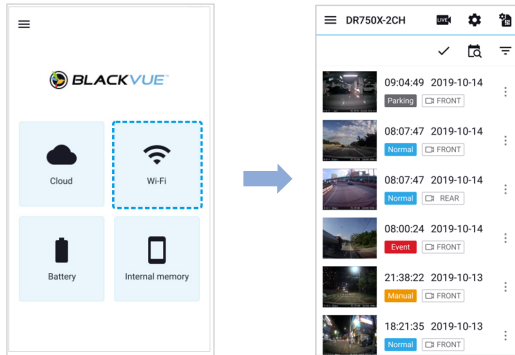 BLACKVUE
Cloud
Wi-Fi
Battery
Internal memory
DR750X-2CH
LIVE
09:04:49 2019-10-14
Parking FRONT
08:07:47 2019-10-14
Normal FRONT
08:07:47 2019-10-14
Normal REAR
08:00:24 2019-10-14
Event FRONT
21:38:22 2019-10-13
Manual FRONT
18:21:35 2019-10-13
Normal FRONT